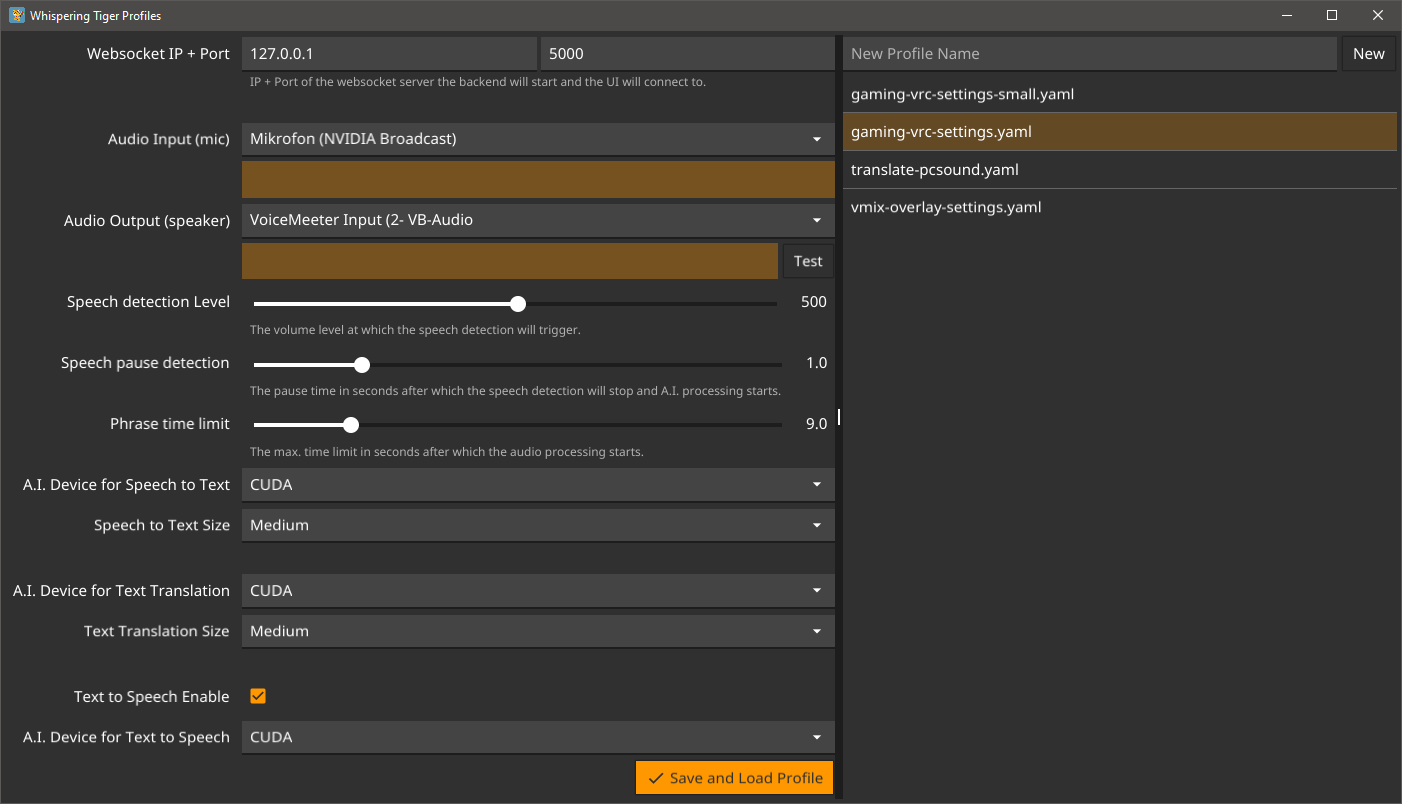 Whispering Tiger Profiles
Websocket IP + Port 127.0.0.1 5000
IP + Port of the websocket server the backend will start and the UI will connect to.
Audio Input (mic) Mikrofon (NVIDIA Broadcast)
Audio Output (speaker) VoiceMeeter Input (2- VB-Audio
Test
Speech detection Level 500
The volume level at which the speech detection will trigger.
Speech pause detection 1.0
The pause time in seconds after which the speech detection will stop and A.I. processing starts.
Phrase time limit 9.0
The max. time limit in seconds after which the audio processing starts.
A.I. Device for Speech to Text CUDA
Speech to Text Size Medium
A.I. Device for Text Translation CUDA
Text Translation Size Medium
Text to Speech Enable
A.I. Device for Text to Speech CUDA
Save and Load Profile
New Profile Name New
gaming-vrc-settings-small.yaml
gaming-vrc-settings.yaml
translate-pcsound.yaml
vmix-overlay-settings.yaml